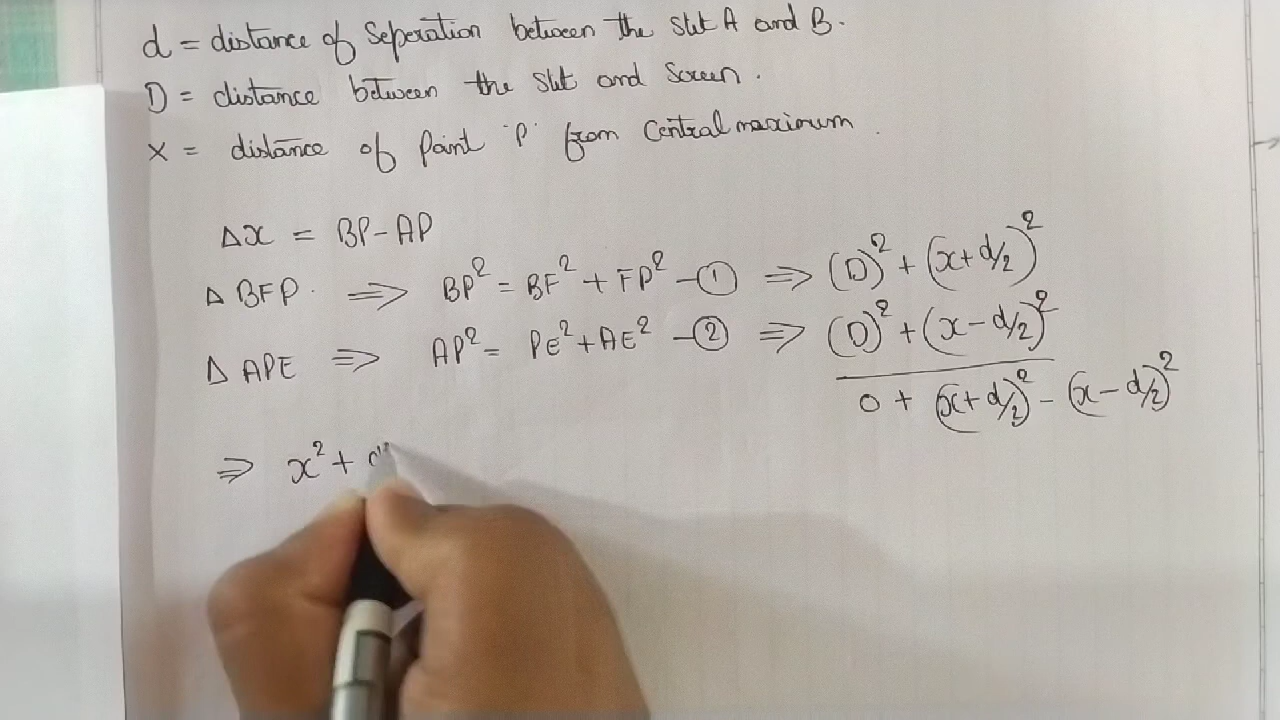 d = distance of Seperation between the slit A and B.
D = distance between the slit and Screen.
X = distance of Point 'P' from Central maximum.
Δx = BP-AP
Δ BFP. ⇒ BP² = BF² + FP² -① ⇒ (D)² + (x+d/2)²
Δ APE ⇒ AP² = PE² + AE² -② ⇒ (D)² + (x-d/2)²
0 + (x+d/2)² - (x-d/2)²
⇒ x² +